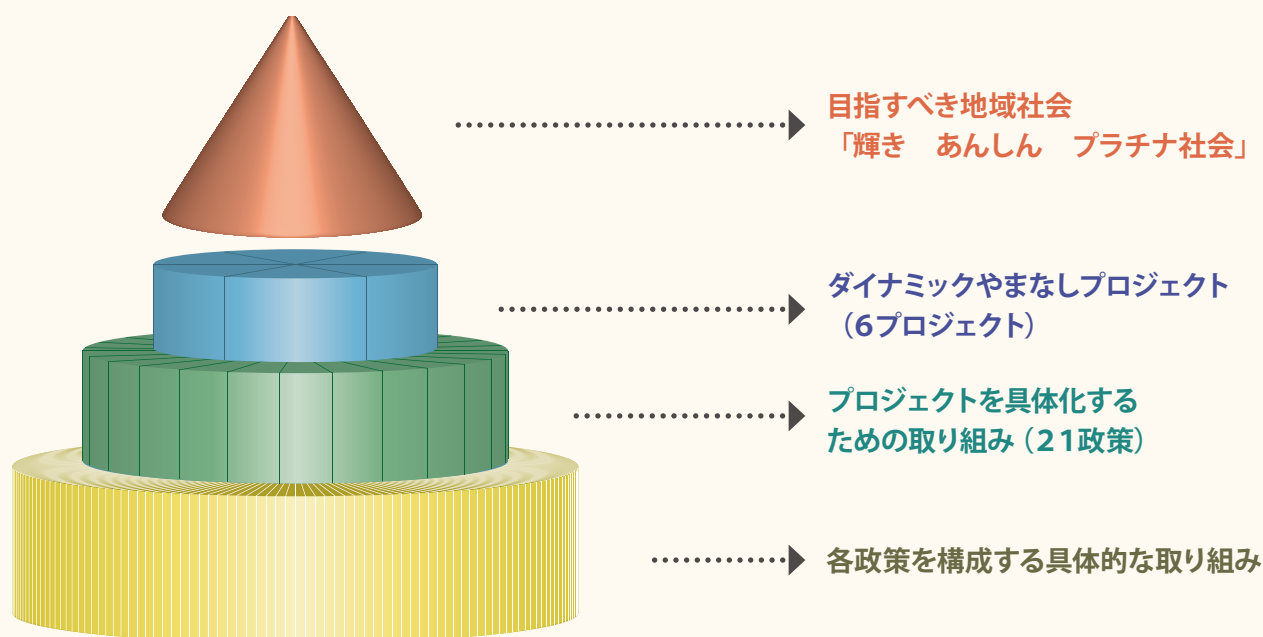 目指すべき地域社会
「輝き　あんしん　プラチナ社会」
ダイナミックやまなしプロジェクト
（６プロジェクト）
プロジェクトを具体化する
ための取り組み（２１政策）
各政策を構成する具体的な取り組み